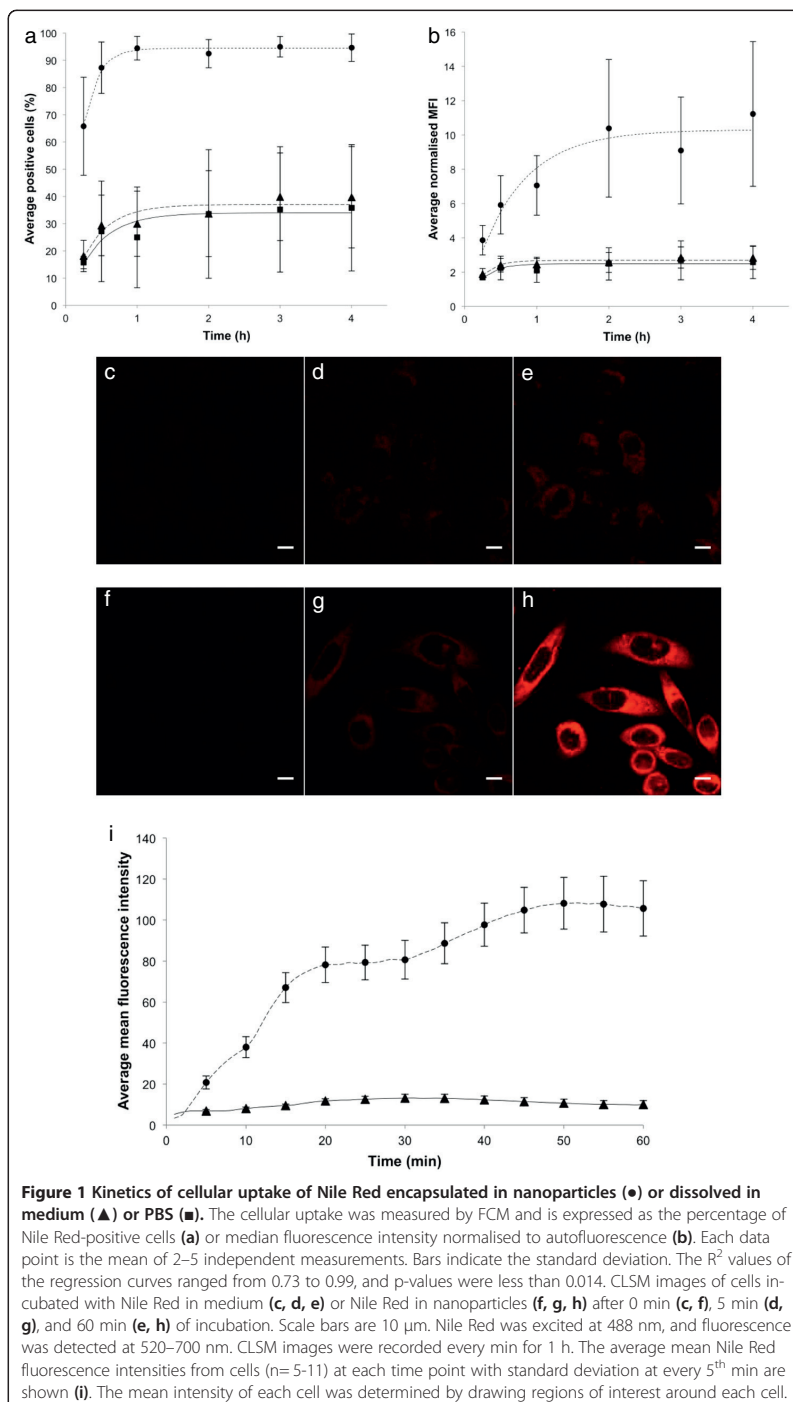 a
100
90
80
70
60
50
40
30
20
10
0
Average positive cells (%)
0
1
2
3
4
Time (h)
b
16
14
12
10
8
6
4
2
0
Average normalised MFI
0
1
2
3
4
Time (h)
c
d
e
f
g
h
i
140
120
100
80
60
40
20
0
Average mean fluorescence intensity
0
10
20
30
40
50
60
Time (min)
Figure 1 Kinetics of cellular uptake of Nile Red encapsulated in nanoparticles (●) or dissolved in
medium (▲) or PBS (■). The cellular uptake was measured by FCM and is expressed as the percentage of
Nile Red-positive cells (a) or median fluorescence intensity normalised to autofluorescence (b). Each data
point is the mean of 2–5 independent measurements. Bars indicate the standard deviation. The R² values of
the regression curves ranged from 0.73 to 0.99, and p-values were less than 0.014. CLSM images of cells in-
cubated with Nile Red in medium (c, d, e) or Nile Red in nanoparticles (f, g, h) after 0 min (c, f), 5 min (d,
g), and 60 min (e, h) of incubation. Scale bars are 10 μm. Nile Red was excited at 488 nm, and fluorescence
was detected at 520–700 nm. CLSM images were recorded every min for 1 h. The average mean Nile Red
fluorescence intensities from cells (n= 5-11) at each time point with standard deviation at every 5th min are
shown (i). The mean intensity of each cell was determined by drawing regions of interest around each cell.